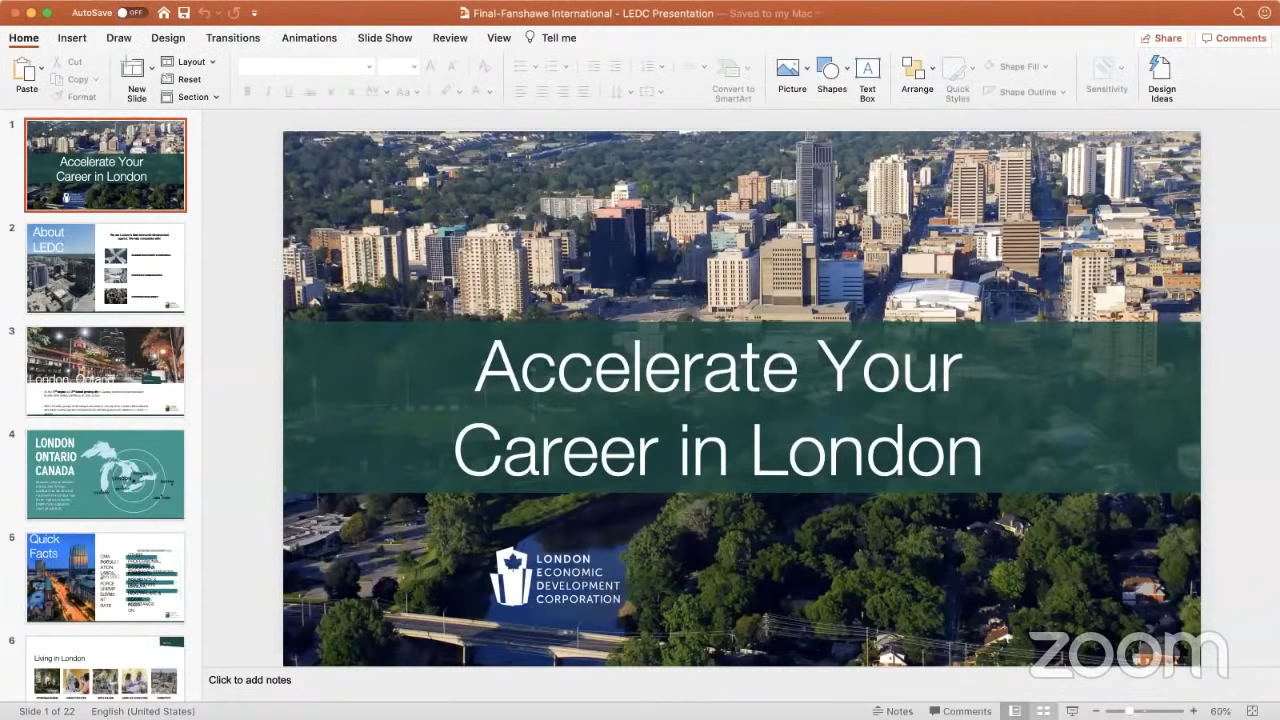 AutoSave OFF
Final-Fanshawe International - LEDC Presentation — Saved to my Mac
Home Insert Draw Design Transitions Animations Slide Show Review View Tell me
Share Comments
Paste
Cut
Copy
Format
New Slide
Layout
Reset
Section
Convert to SmartArt
Picture
Shapes
Text Box
Arrange
Quick Styles
Shape Fill
Shape Outline
Sensitivity
Design Ideas
1
Accelerate Your
Career in London
2
About
LEDC
3
London, Ontario
4
LONDON
ONTARIO
CANADA
5
Quick
Facts
6
Living in London
Accelerate Your
Career in London
LONDON
ECONOMIC
DEVELOPMENT
CORPORATION
zoom
Click to add notes
Slide 1 of 22 English (United States) Notes Comments 60%